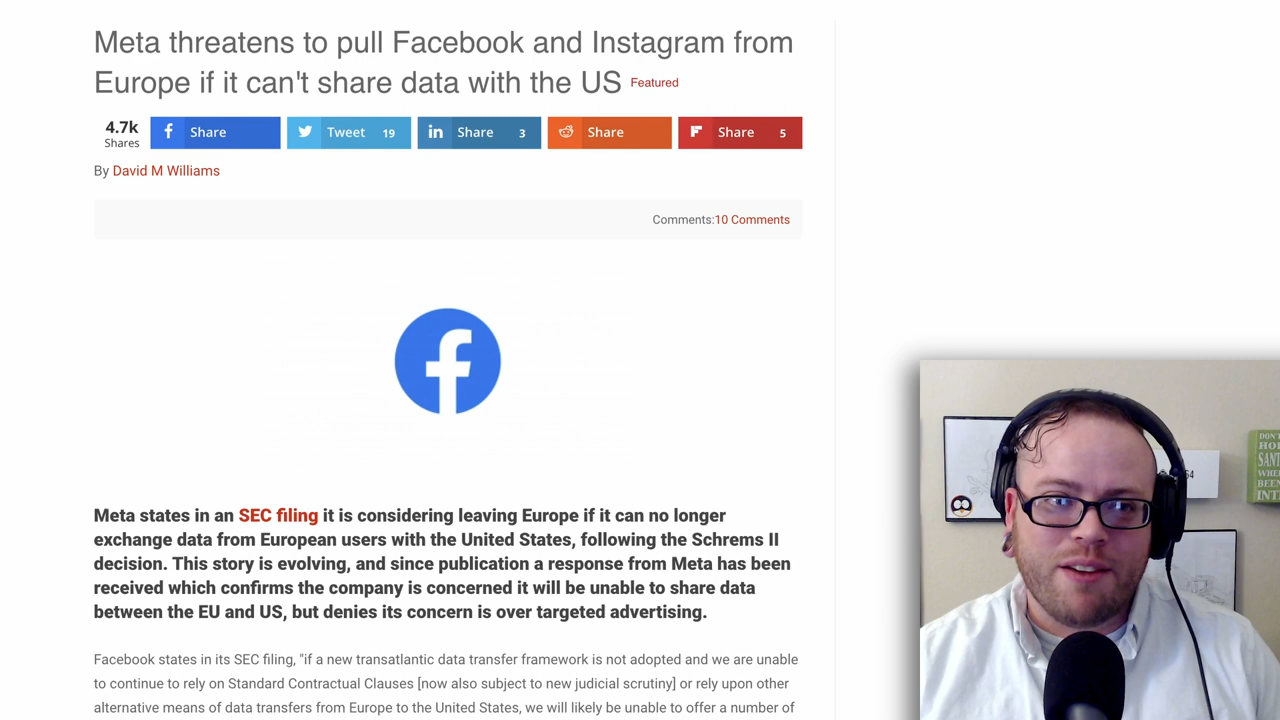 Meta threatens to pull Facebook and Instagram from
Europe if it can't share data with the US Featured
4.7k
Shares
Share
Tweet 19
Share 3
Share
Share 5
By David M Williams
Comments:10 Comments
Meta states in an SEC filing it is considering leaving Europe if it can no longer
exchange data from European users with the United States, following the Schrems II
decision. This story is evolving, and since publication a response from Meta has been
received which confirms the company is concerned it will be unable to share data
between the EU and US, but denies its concern is over targeted advertising.
Facebook states in its SEC filing, "if a new transatlantic data transfer framework is not adopted and we are unable
to continue to rely on Standard Contractual Clauses [now also subject to new judicial scrutiny] or rely upon other
alternative means of data transfers from Europe to the United States, we will likely be unable to offer a number of